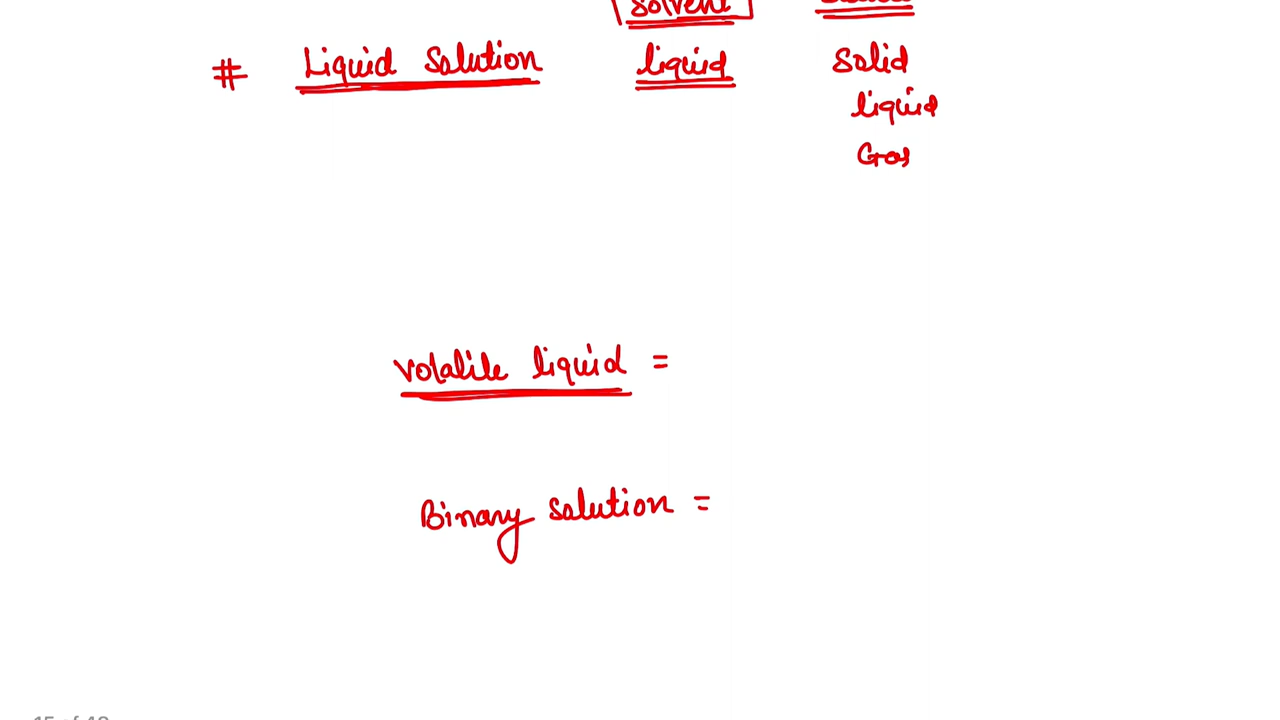 Solvent
# Liquid Solution liquid Solid
liquid
Gas
Volatile liquid =
Binary solution =